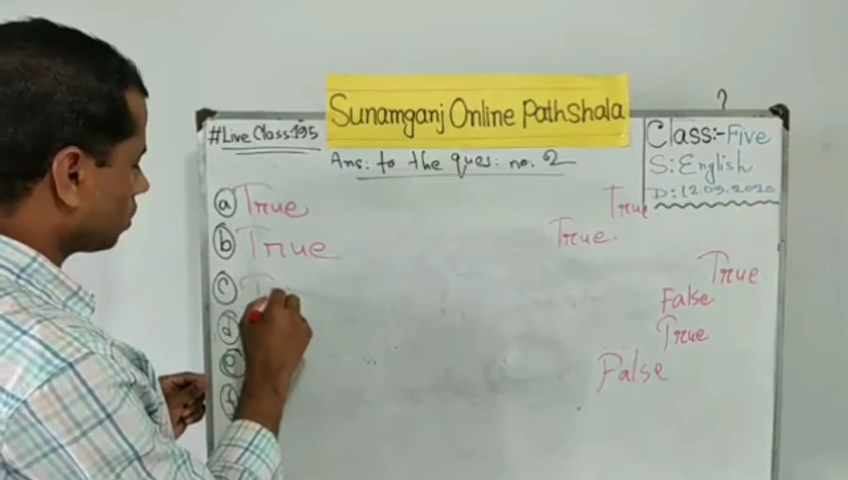 Sunamganj Online Pathshala
#Live Class:195
Ans: to the ques: no. 2
Class:- Five
S: English
D: 12.09.2020
?
ⓐ True
ⓑ True
ⓒ T
ⓓ
ⓔ
ⓕ
True
True.
True
False
True
False